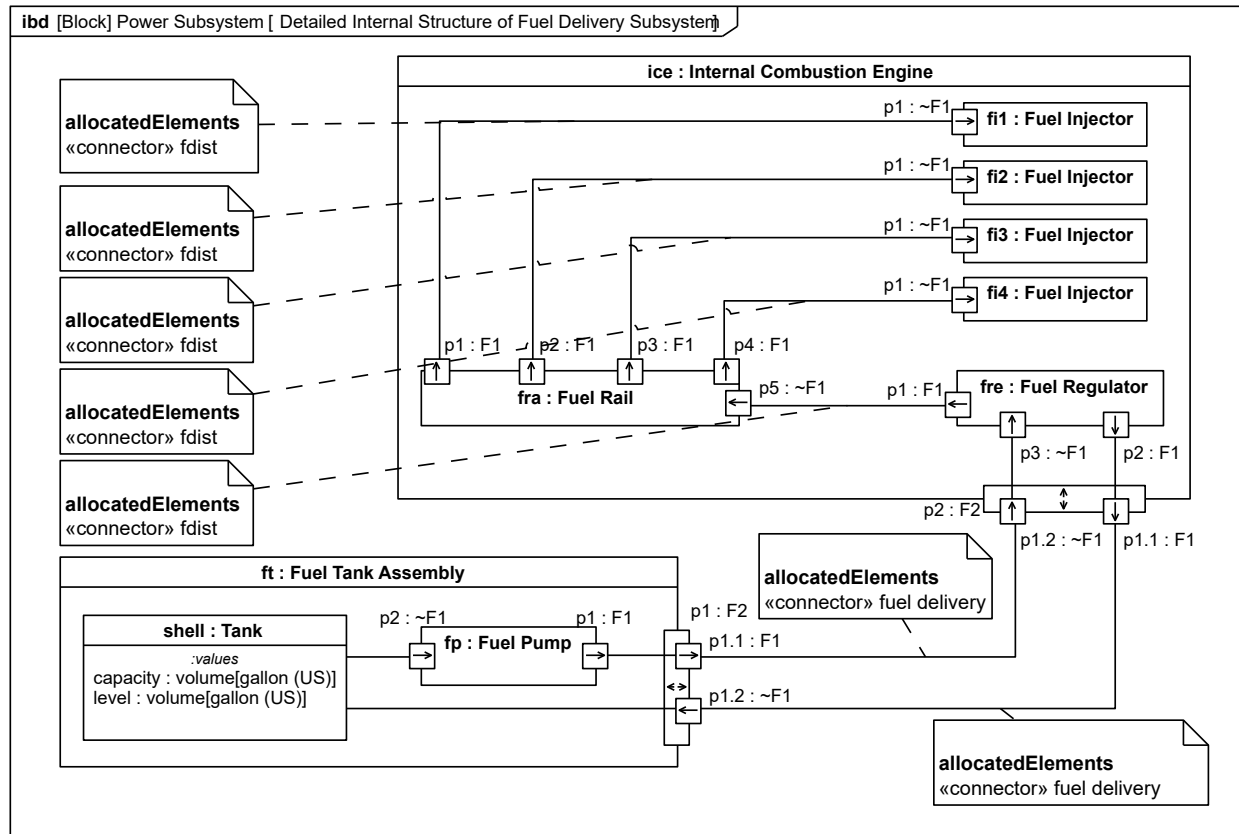 ibd [Block] Power Subsystem [ Detailed Internal Structure of Fuel Delivery Subsystem]
ice : Internal Combustion Engine
allocatedElements
«connector» fdist
allocatedElements
«connector» fdist
allocatedElements
«connector» fdist
allocatedElements
«connector» fdist
allocatedElements
«connector» fdist
p1 : ~F1
fi1 : Fuel Injector
p1 : ~F1
fi2 : Fuel Injector
p1 : ~F1
fi3 : Fuel Injector
p1 : ~F1
fi4 : Fuel Injector
p1 : F1
p2 : F1
p3 : F1
p4 : F1
fra : Fuel Rail
p5 : ~F1
p1 : F1
fre : Fuel Regulator
p3 : ~F1
p2 : F1
p2 : F2
p1.2 : ~F1
p1.1 : F1
ft : Fuel Tank Assembly
allocatedElements
«connector» fuel delivery
shell : Tank
:values
capacity : volume[gallon (US)]
level : volume[gallon (US)]
p2 : ~F1
p1 : F1
fp : Fuel Pump
p1 : F2
p1.1 : F1
p1.2 : ~F1
allocatedElements
«connector» fuel delivery